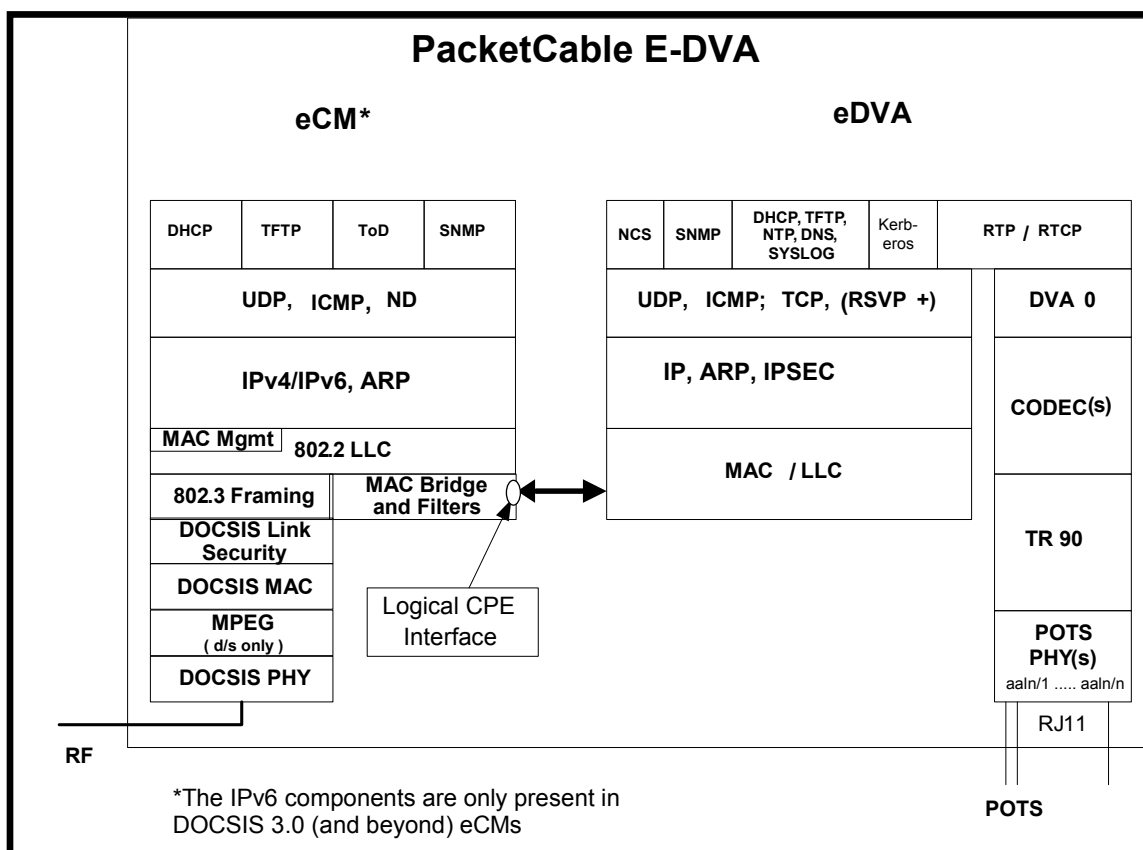 PacketCable E-DVA
eCM*
eDVA
DHCP
TFTP
ToD
SNMP
UDP, ICMP, ND
IPv4/IPv6, ARP
MAC Mgmt
802.2 LLC
802.3 Framing
MAC Bridge
and Filters
DOCSIS Link
Security
DOCSIS MAC
MPEG
( d/s only )
DOCSIS PHY
RF
Logical CPE
Interface
NCS
SNMP
DHCP, TFTP,
NTP, DNS,
SYSLOG
Kerb-
eros
RTP / RTCP
UDP, ICMP; TCP, (RSVP +)
IP, ARP, IPSEC
MAC / LLC
DVA 0
CODEC(s)
TR 90
POTS
PHY(s)
aaln/1 ..... aaln/n
RJ11
POTS
*The IPv6 components are only present in
DOCSIS 3.0 (and beyond) eCMs